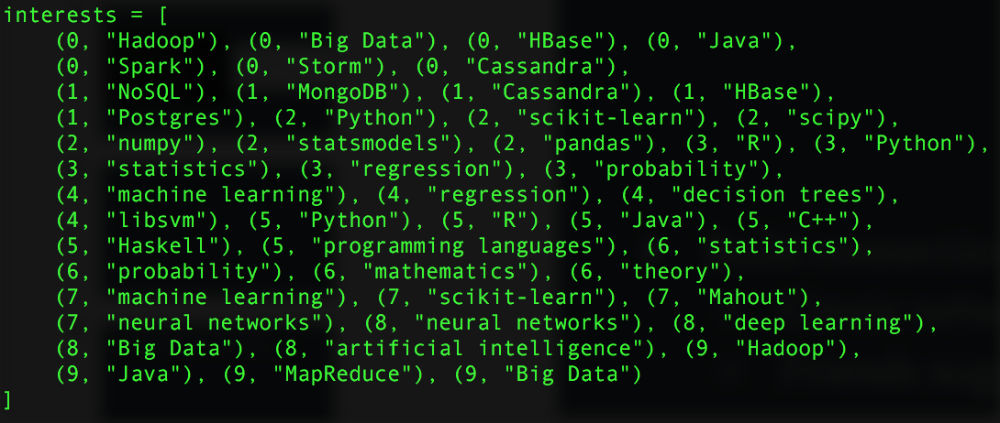 interests = [
    (0, "Hadoop"), (0, "Big Data"), (0, "HBase"), (0, "Java"),
    (0, "Spark"), (0, "Storm"), (0, "Cassandra"),
    (1, "NoSQL"), (1, "MongoDB"), (1, "Cassandra"), (1, "HBase"),
    (1, "Postgres"), (2, "Python"), (2, "scikit-learn"), (2, "scipy"),
    (2, "numpy"), (2, "statsmodels"), (2, "pandas"), (3, "R"), (3, "Python"),
    (3, "statistics"), (3, "regression"), (3, "probability"),
    (4, "machine learning"), (4, "regression"), (4, "decision trees"),
    (4, "libsvm"), (5, "Python"), (5, "R"), (5, "Java"), (5, "C++"),
    (5, "Haskell"), (5, "programming languages"), (6, "statistics"),
    (6, "probability"), (6, "mathematics"), (6, "theory"),
    (7, "machine learning"), (7, "scikit-learn"), (7, "Mahout"),
    (7, "neural networks"), (8, "neural networks"), (8, "deep learning"),
    (8, "Big Data"), (8, "artificial intelligence"), (9, "Hadoop"),
    (9, "Java"), (9, "MapReduce"), (9, "Big Data")
]